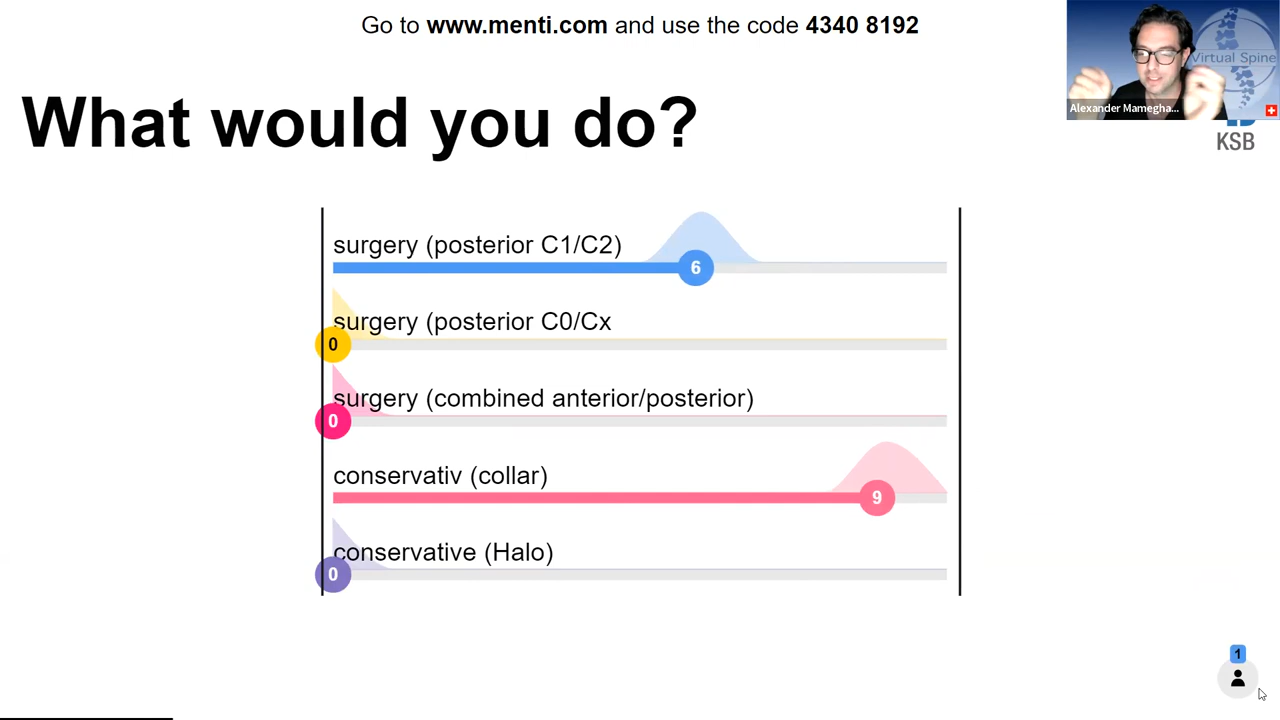 Go to www.menti.com and use the code 4340 8192
Virtual Spine
Alexander Mamegha...
What would you do?
KSB
surgery (posterior C1/C2)
6
surgery (posterior C0/Cx
0
surgery (combined anterior/posterior)
0
conservativ (collar)
9
conservative (Halo)
0
1